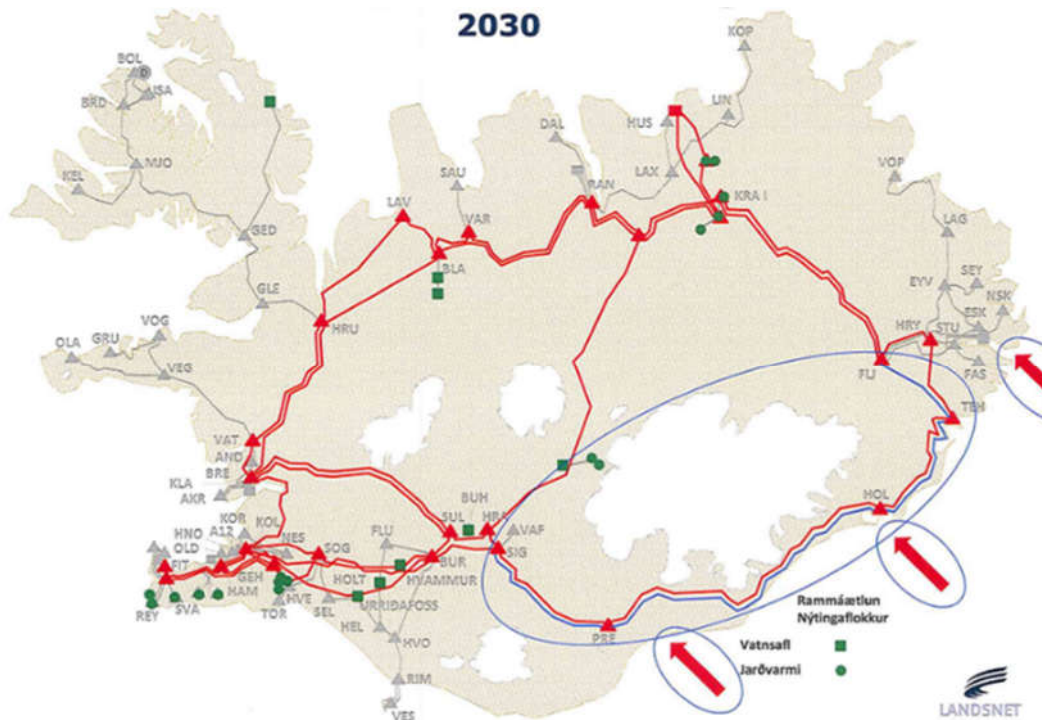 2030
KOP
BOL
D
ISA
BRD
LIN
HUS
DAL
MJO
KEL
LAX
VOP
SAU
RAN
KRA
LAV
VAR
LAG
GED
BLA
SEY
EYV
NSK
GLE
ESK
HRU
HRY
STU
VOG
GRU
OLA
FLJ
FAS
VEG
TEH
VAT
AND
BRE
KLA
AKR
BUH
HOL
KOR
KOL
SUL
HRA
VAF
HNO
A12
NES
FLU
OLD
SOG
SIG
FIT
BUR
GEH
HOLT
HVAMMUR
HAM
HVE
REY
SVA
TOR
SEL
URRIÐAFOSS
HEL
HVO
PRE
Rammáætlun
Nýtingaflokkur
Vatnsafl
Jarðvarmi
RIM
VES
LANDSNET